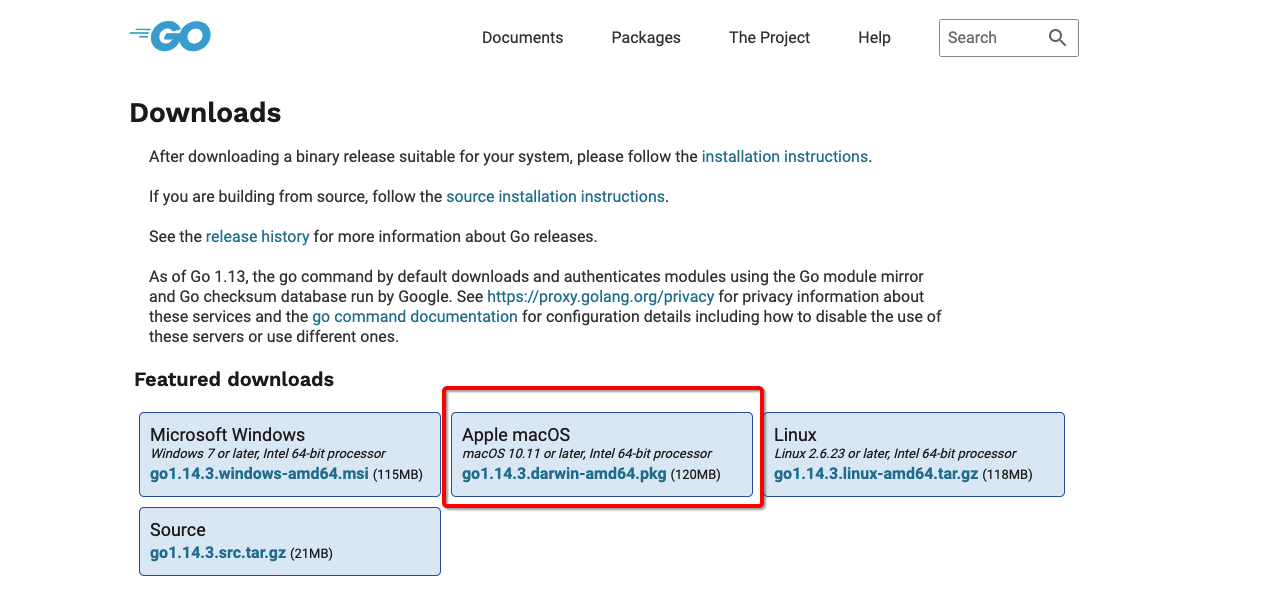 GO
Documents
Packages
The Project
Help
Search
Downloads
After downloading a binary release suitable for your system, please follow the installation instructions.
If you are building from source, follow the source installation instructions.
See the release history for more information about Go releases.
As of Go 1.13, the go command by default downloads and authenticates modules using the Go module mirror
and Go checksum database run by Google. See https://proxy.golang.org/privacy for privacy information about
these services and the go command documentation for configuration details including how to disable the use of
these servers or use different ones.
Featured downloads
Microsoft Windows
Windows 7 or later, Intel 64-bit processor
go1.14.3.windows-amd64.msi (115MB)
Apple macOS
macOS 10.11 or later, Intel 64-bit processor
go1.14.3.darwin-amd64.pkg (120MB)
Linux
Linux 2.6.23 or later, Intel 64-bit processor
go1.14.3.linux-amd64.tar.gz (118MB)
Source
go1.14.3.src.tar.gz (21MB)